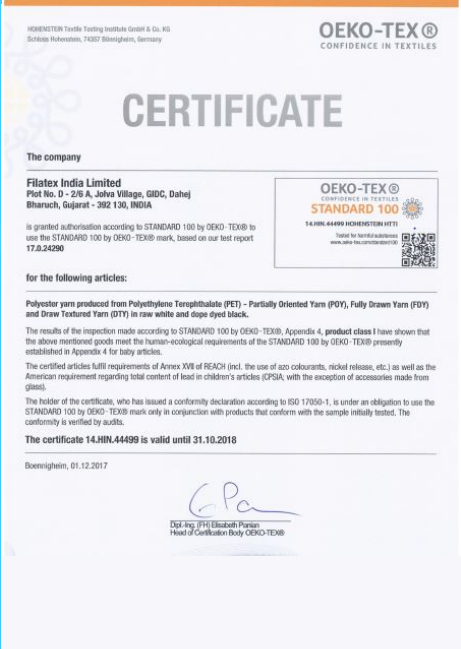 HOHENSTEIN Textile Testing Institute GmbH & Co. KG
Schloss Hohenstein, 74357 Bönnigheim, Germany
OEKO-TEX®
CONFIDENCE IN TEXTILES
CERTIFICATE
The company
Filatex India Limited
Plot No. D - 2/6 A, Jolva Village, GIDC, Dahej
Bharuch, Gujarat - 392 130, INDIA
is granted authorisation according to STANDARD 100 by OEKO-TEX® to
use the STANDARD 100 by OEKO-TEX® mark, based on our test report
17.0.24290
OEKO-TEX®
CONFIDENCE IN TEXTILES
STANDARD 100
14.HIN.44499 HOHENSTEIN HTTI
Tested for harmful substances
www.oeko-tex.com/standard100
for the following articles:
Polyester yarn produced from Polyethylene Terephthalate (PET) – Partially Oriented Yarn (POY), Fully Drawn Yarn (FDY)
and Draw Textured Yarn (DTY) in raw white and dope dyed black.
The results of the inspection made according to STANDARD 100 by OEKO-TEX®, Appendix 4, product class I have shown that
the above mentioned goods meet the human-ecological requirements of the STANDARD 100 by OEKO-TEX® presently
established in Appendix 4 for baby articles.
The certified articles fulfil requirements of Annex XVII of REACH (incl. the use of azo colourants, nickel release, etc.) as well as the
American requirement regarding total content of lead in children's articles (CPSIA; with the exception of accessories made from
glass).
The holder of the certificate, who has issued a conformity declaration according to ISO 17050-1, is under an obligation to use the
STANDARD 100 by OEKO-TEX® mark only in conjunction with products that conform with the sample initially tested. The
conformity is verified by audits.
The certificate 14.HIN.44499 is valid until 31.10.2018
Boennigheim, 01.12.2017
Dipl.-Ing. (FH) Elisabeth Panian
Head of Certification Body OEKO-TEX®